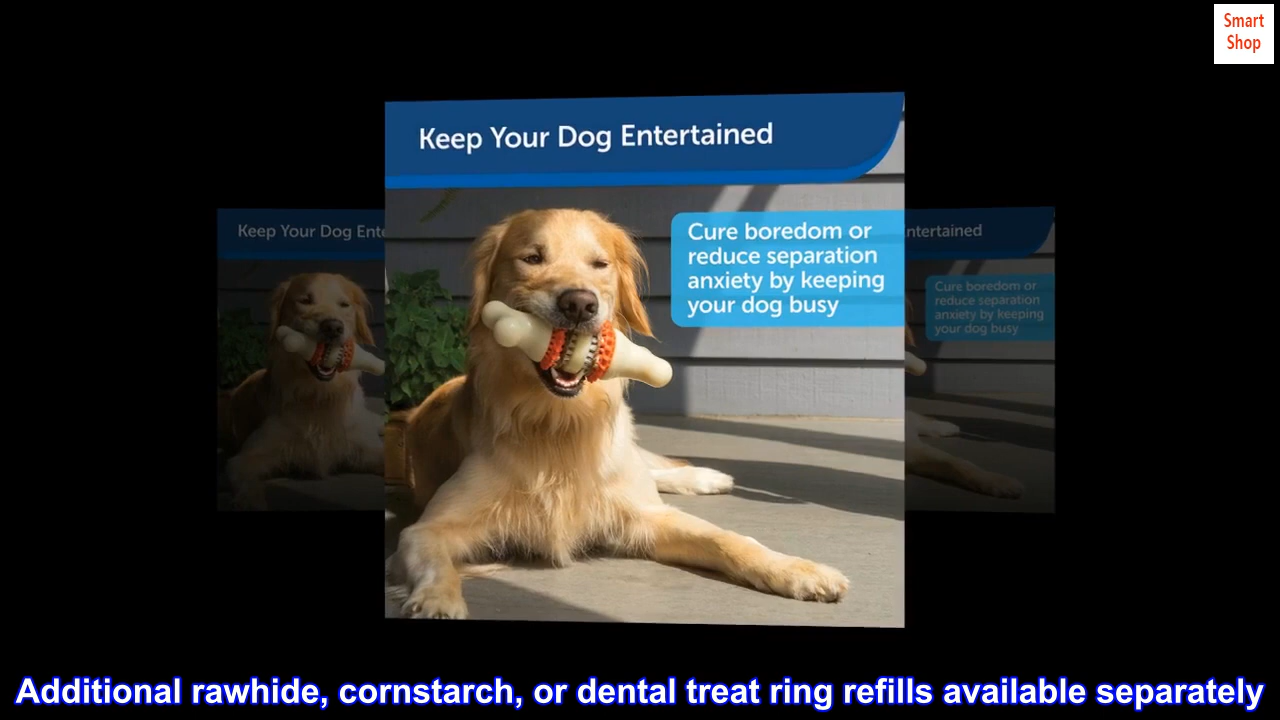 Smart
Shop
Keep Your Dog Entertained
Cure boredom or
reduce separation
anxiety by keeping
your dog busy
Keep Your Dog Ente
ntertained
Cure boredom or
reduce separation
anxiety by keeping
your dog busy
Additional rawhide, cornstarch, or dental treat ring refills available separately